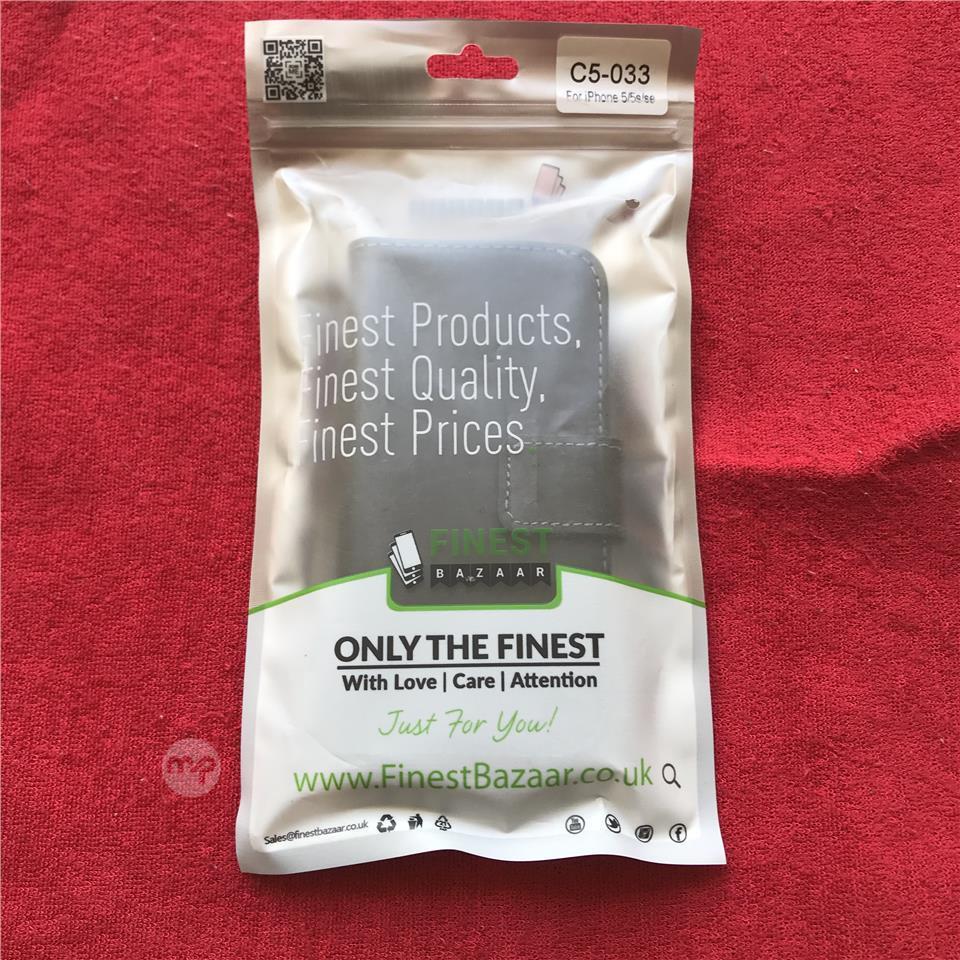 C5-033
For iPhone 5/5s/se
Finest Products,
Finest Quality,
Finest Prices
FINEST
BAZAAR
ONLY THE FINEST
With Love | Care | Attention
Just For You!
www.FinestBazaar.co.uk
Sales@finestbazaar.co.uk
mp